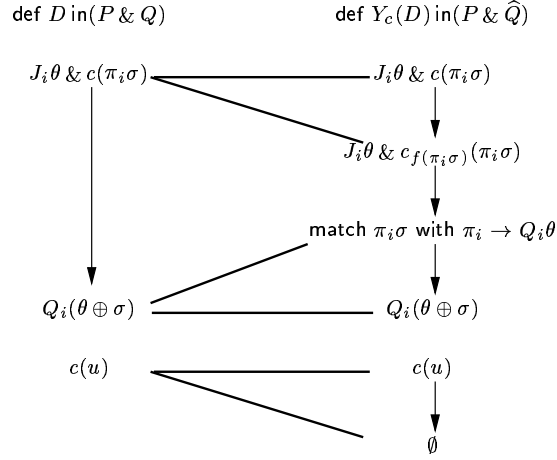 def D in(P & Q) def Y_c(D) in(P & Q̂)
J_iθ & c(π_iσ) J_iθ & c(π_iσ)
J_iθ & c_{f(π_iσ)}(π_iσ)
match π_iσ with π_i → Q_iθ
Q_i(θ ⊕ σ) Q_i(θ ⊕ σ)
c(u) c(u)
∅